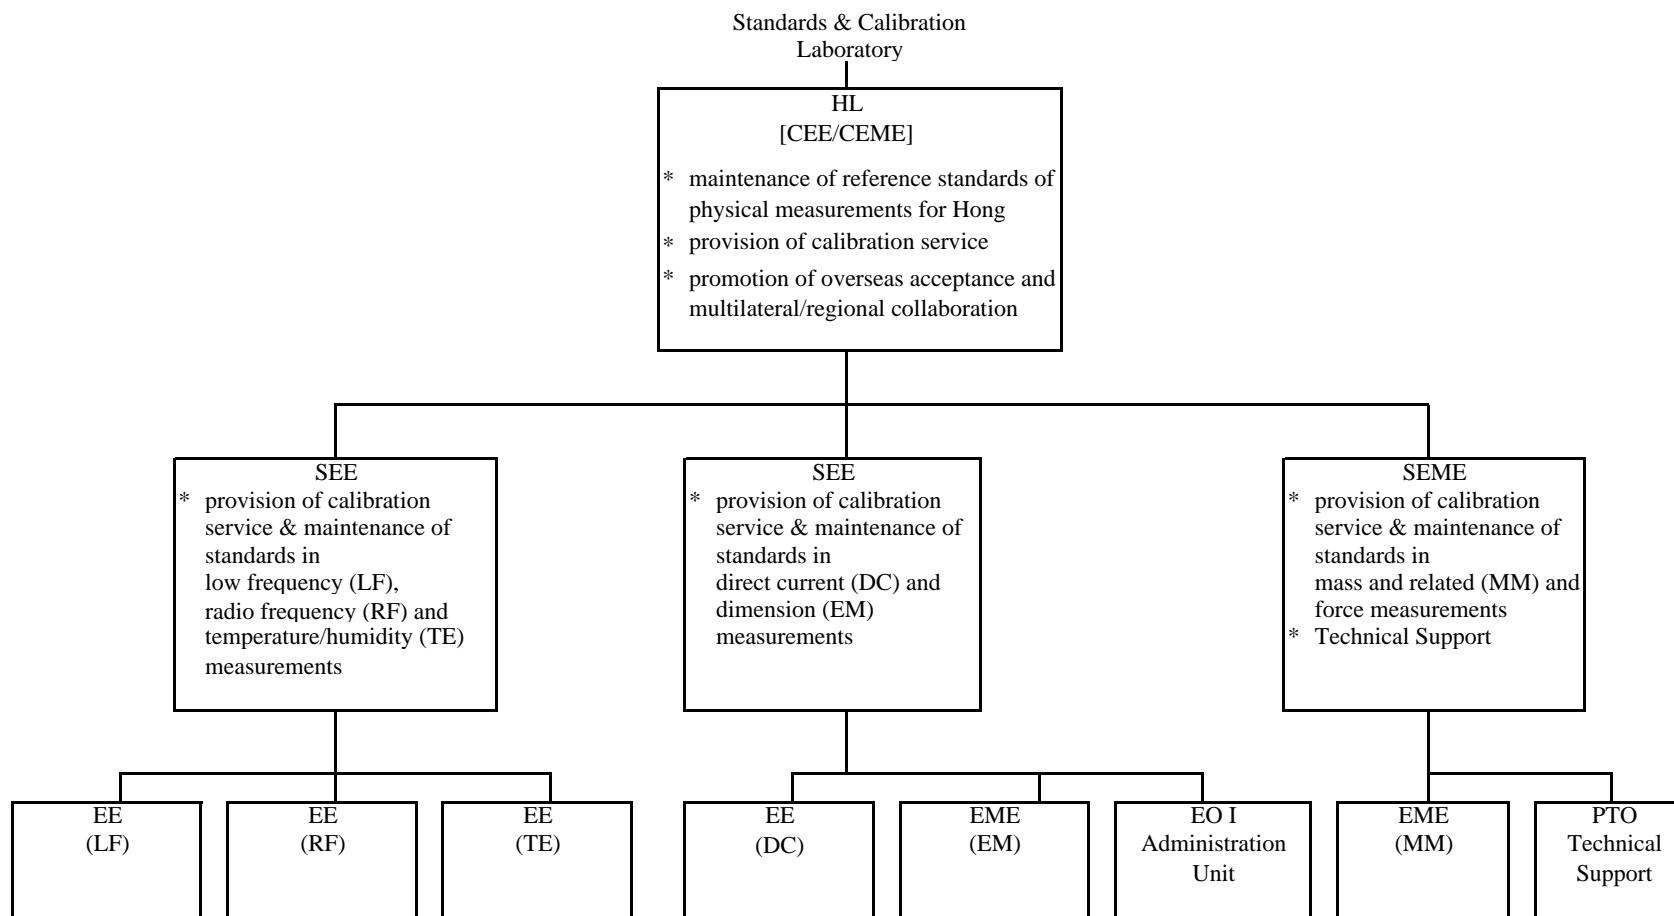 Standards & Calibration
Laboratory
HL
[CEE/CEME]
* maintenance of reference standards of
physical measurements for Hong
* provision of calibration service
* promotion of overseas acceptance and
multilateral/regional collaboration
SEE
* provision of calibration
service & maintenance of
standards in
low frequency (LF),
radio frequency (RF) and
temperature/humidity (TE)
measurements
SEE
* provision of calibration
service & maintenance of
standards in
direct current (DC) and
dimension (EM)
measurements
SEME
* provision of calibration
service & maintenance of
standards in
mass and related (MM) and
force measurements
* Technical Support
EE
(LF)
EE
(RF)
EE
(TE)
EE
(DC)
EME
(EM)
EO I
Administration
Unit
EME
(MM)
PTO
Technical
Support